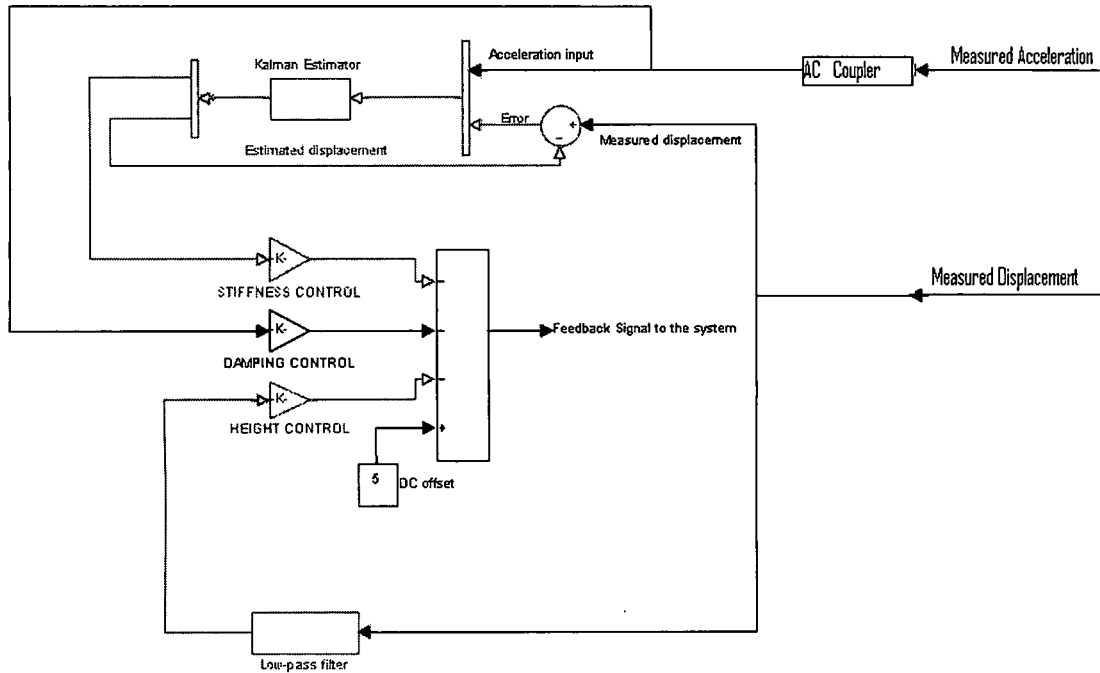 Measured Acceleration
AC Coupler
Acceleration input
Kalman Estimator
Error
+
−
Measured displacement
Estimated displacement
Measured Displacement
K-
STIFFNESS CONTROL
−
K-
DAMPING CONTROL
−
Feedback Signal to the system
K-
HEIGHT CONTROL
−
+
5
DC offset
Low-pass filter